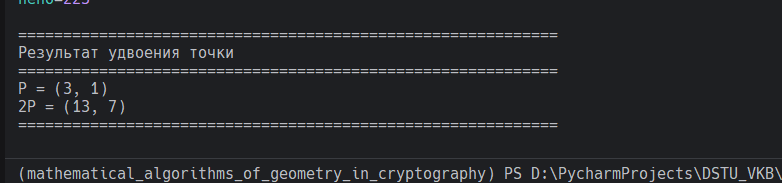 ============================================================
Результат удвоения точки
============================================================
P = (3, 1)
2P = (13, 7)
============================================================
(mathematical_algorithms_of_geometry_in_cryptography) PS D:\PycharmProjects\DSTU_VKB\